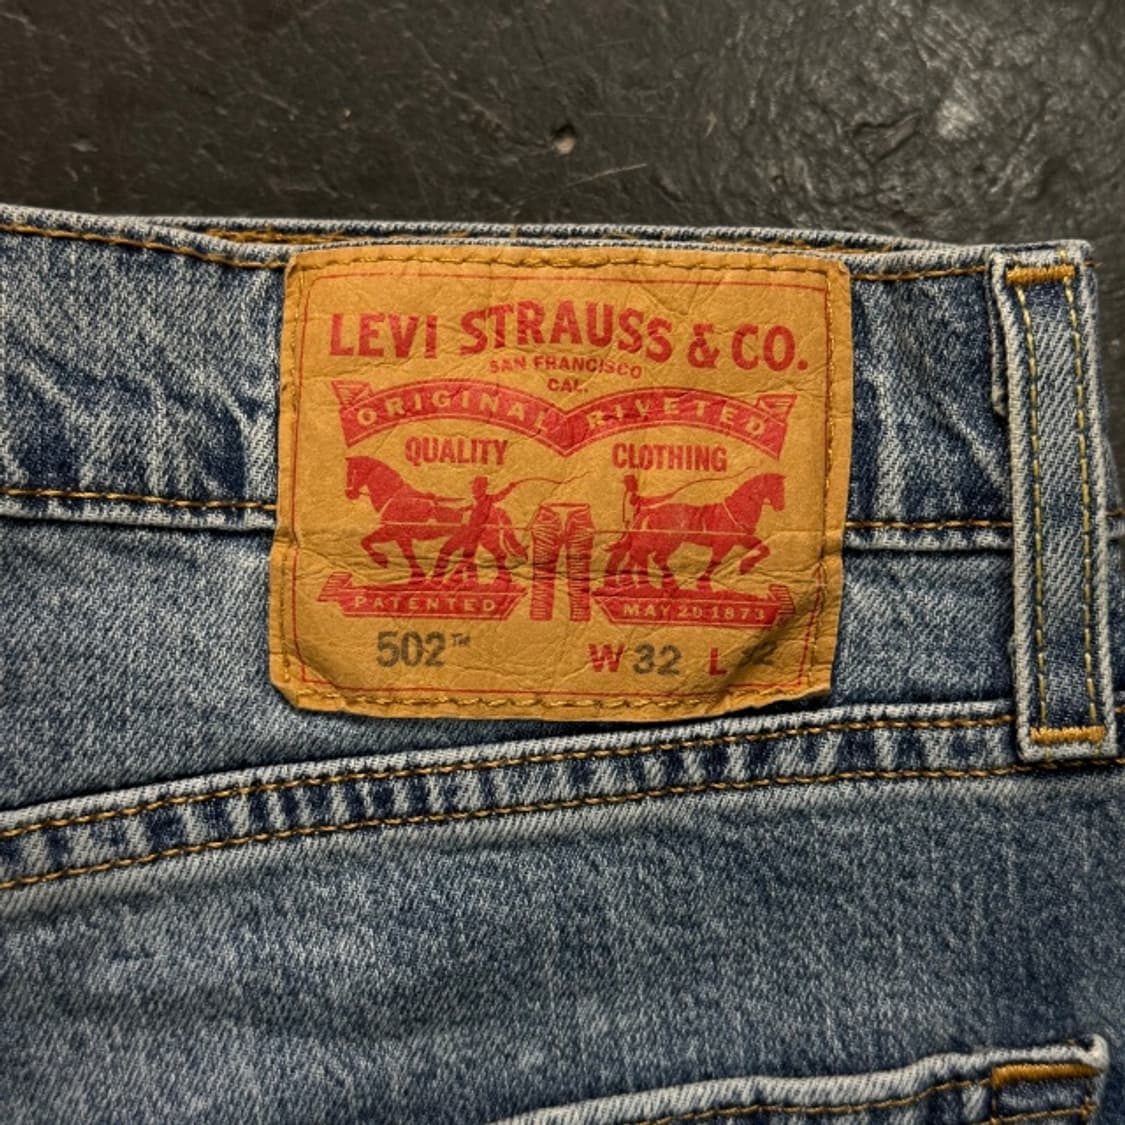 LEVI STRAUSS & CO.
SAN FRANCISCO
CAL.
ORIGINAL RIVETED
QUALITY CLOTHING
PATENTED MAY 20 1873
502™ W 32 L